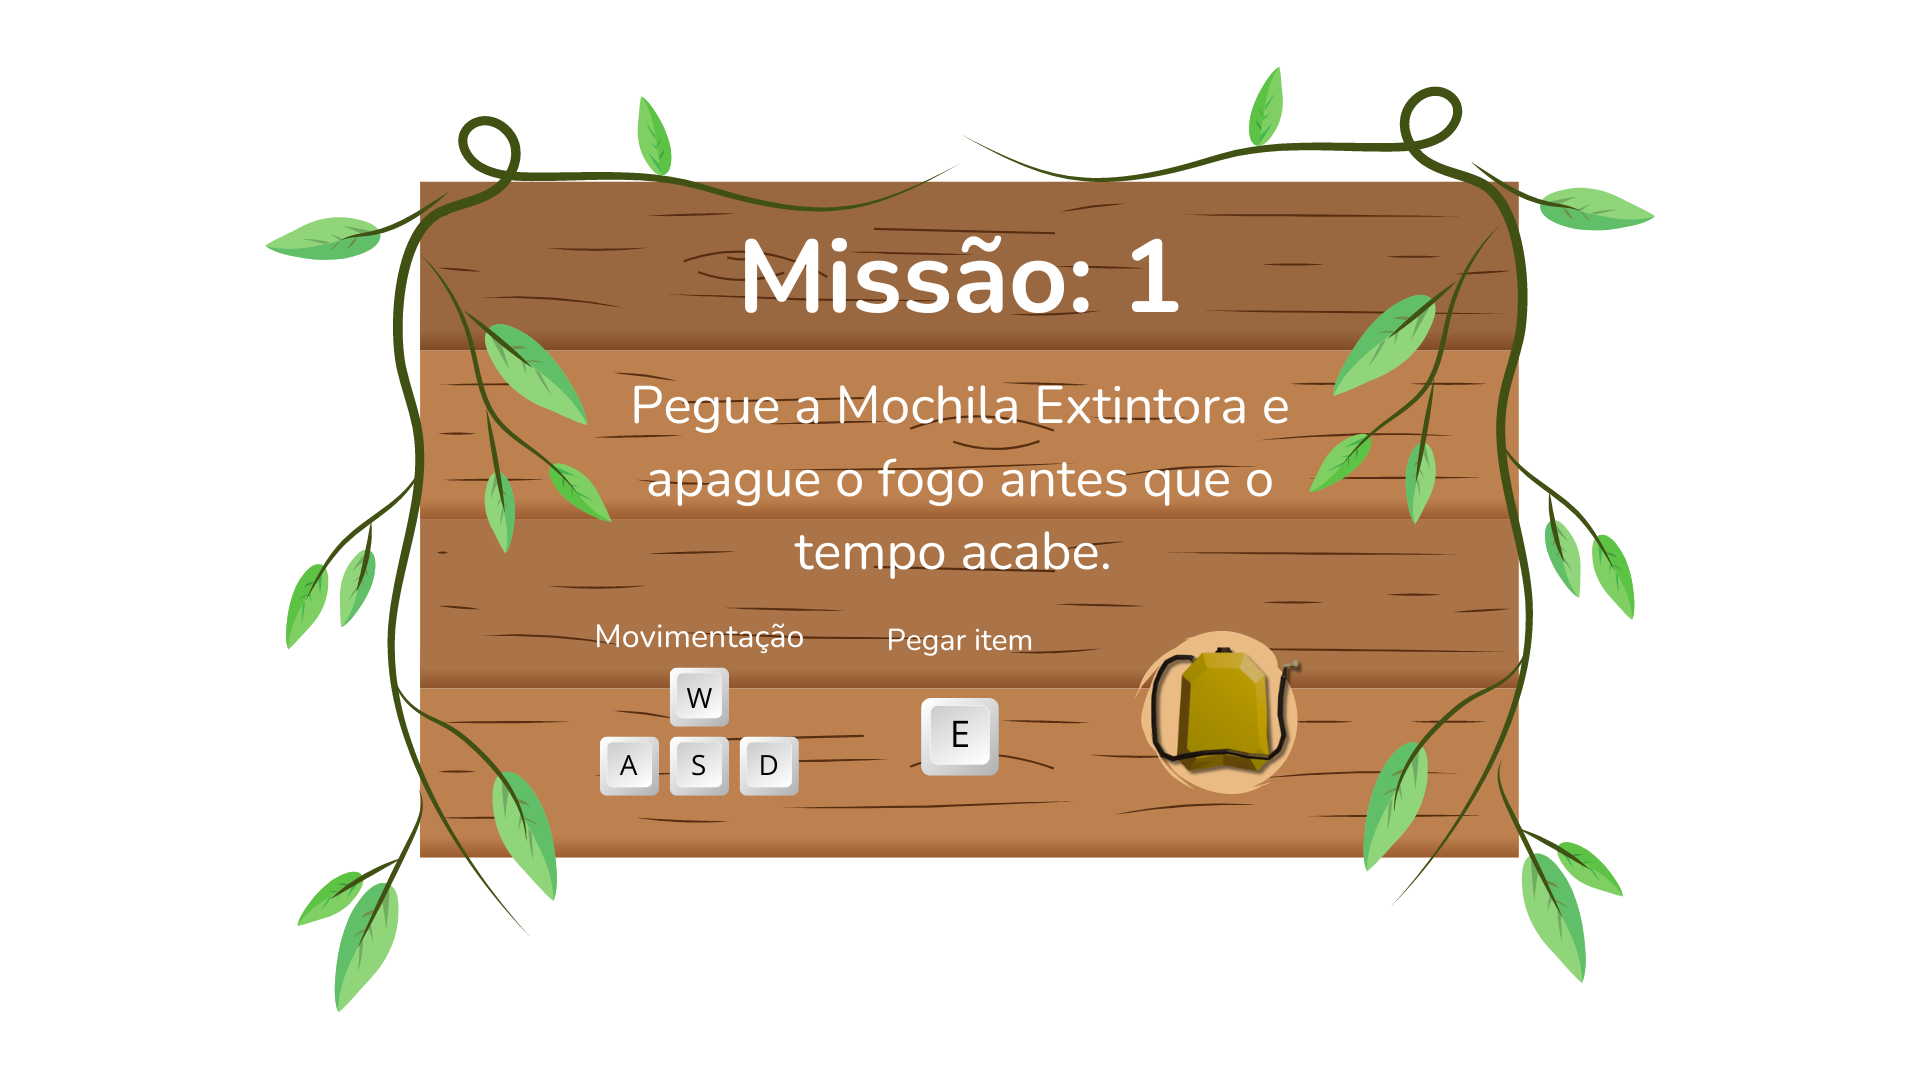 Missão: 1
Pegue a Mochila Extintora e
apague o fogo antes que o
tempo acabe.
Movimentação
Pegar item
W
A S D
E